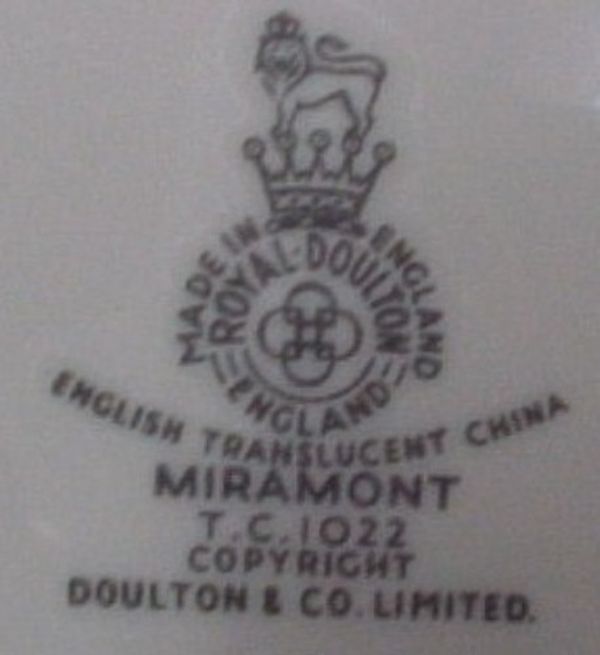 MADE IN ENGLAND
ROYAL·DOULTON
ENGLAND
ENGLISH TRANSLUCENT CHINA
MIRAMONT
T.C.1022
COPYRIGHT
DOULTON & CO. LIMITED.